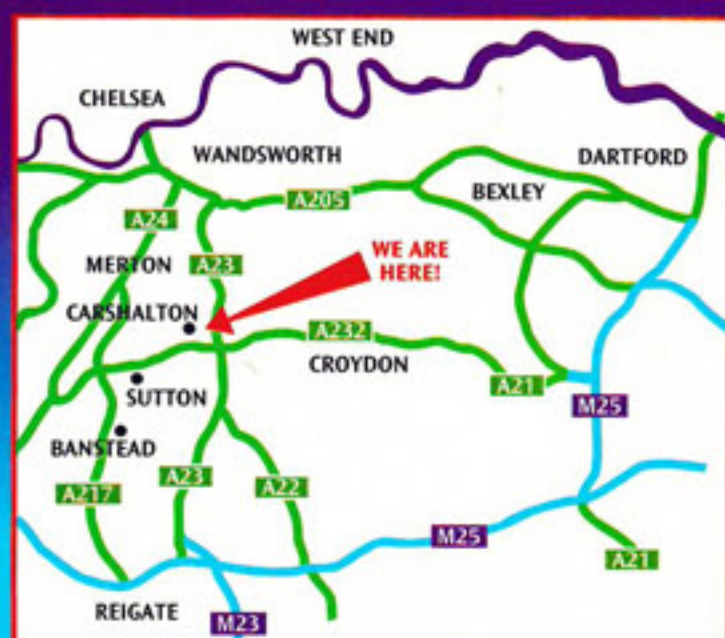 WEST END
CHELSEA
WANDSWORTH
DARTFORD
BEXLEY
A205
A24
WE ARE
HERE!
MERTON
A23
CARSHALTON
A232
CROYDON
A21
SUTTON
M25
BANSTEAD
A23
A22
A217
M25
A21
REIGATE
M23